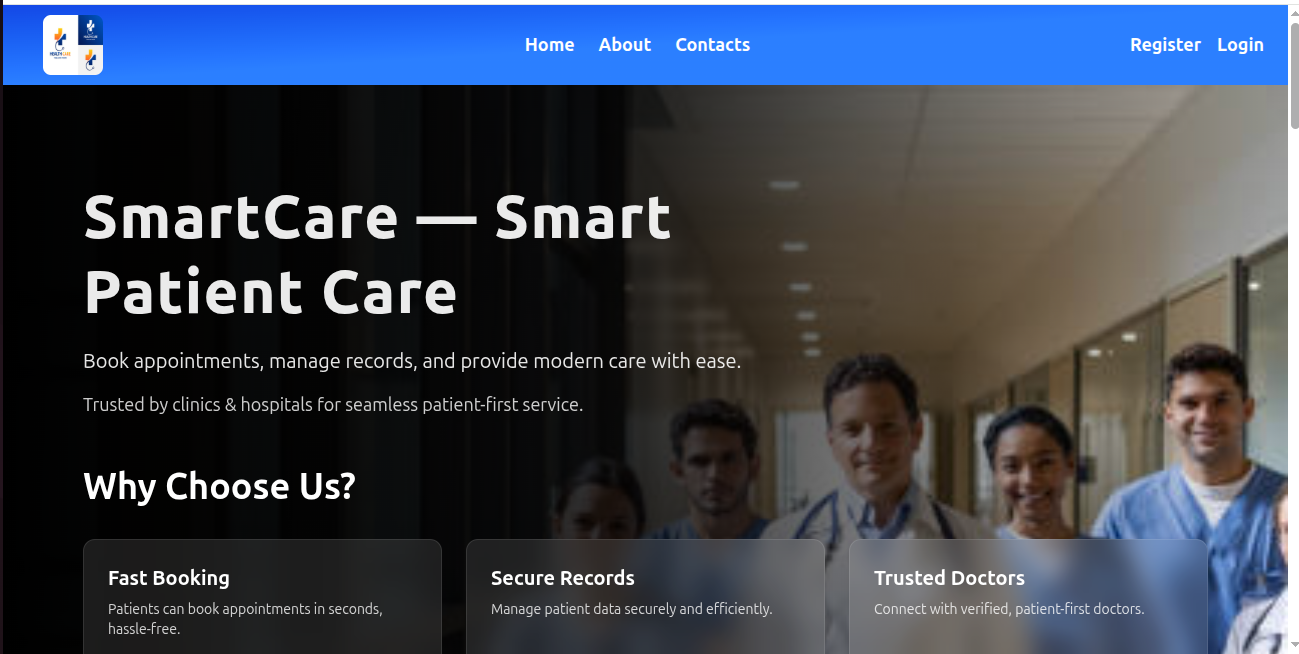 HEALTHCARE
Home
About
Contacts
Register
Login
SmartCare — Smart
Patient Care
Book appointments, manage records, and provide modern care with ease.
Trusted by clinics & hospitals for seamless patient-first service.
Why Choose Us?
Fast Booking
Patients can book appointments in seconds,
hassle-free.
Secure Records
Manage patient data securely and efficiently.
Trusted Doctors
Connect with verified, patient-first doctors.